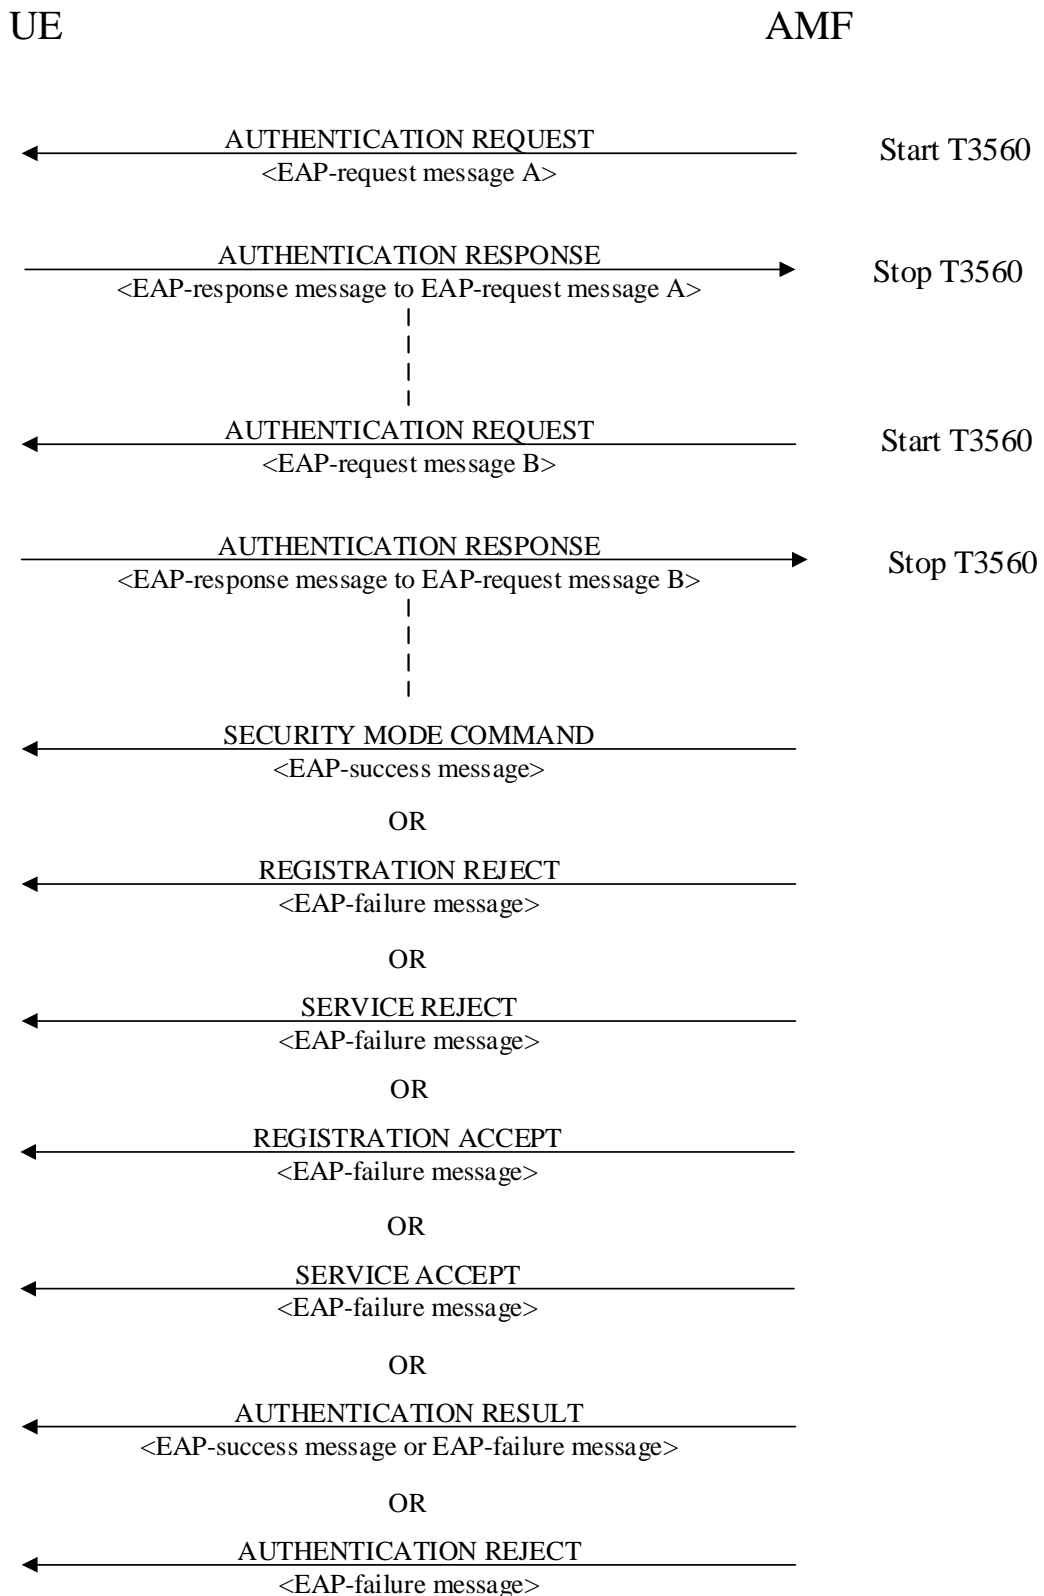 UE
AMF
AUTHENTICATION REQUEST
Start T3560
<EAP-request message A>
AUTHENTICATION RESPONSE
Stop T3560
<EAP-response message to EAP-request message A>
AUTHENTICATION REQUEST
Start T3560
<EAP-request message B>
AUTHENTICATION RESPONSE
Stop T3560
<EAP-response message to EAP-request message B>
SECURITY MODE COMMAND
<EAP-success message>
OR
REGISTRATION REJECT
<EAP-failure message>
OR
SERVICE REJECT
<EAP-failure message>
OR
REGISTRATION ACCEPT
<EAP-failure message>
OR
SERVICE ACCEPT
<EAP-failure message>
OR
AUTHENTICATION RESULT
<EAP-success message or EAP-failure message>
OR
AUTHENTICATION REJECT
<EAP-failure message>